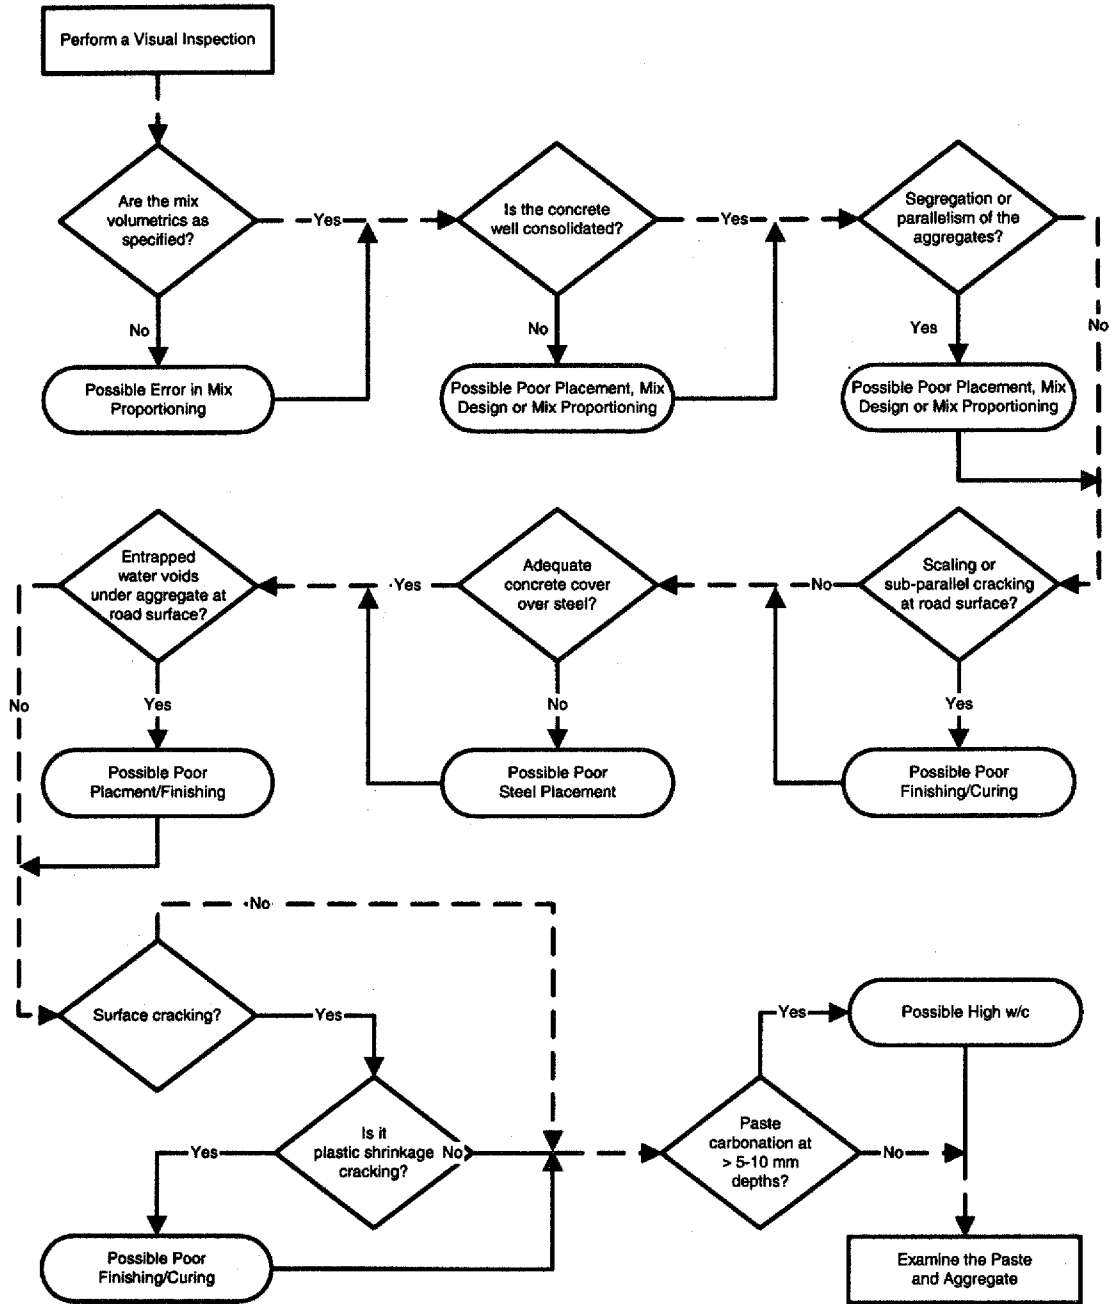 Perform a Visual Inspection
Are the mix
volumetrics as
specified?
Yes
Is the concrete
well consolidated?
Yes
Segregation or
parallelism of the
aggregates?
No
No
No
Yes
Possible Error in Mix
Proportioning
Possible Poor Placement, Mix
Design or Mix Proportioning
Possible Poor Placement, Mix
Design or Mix Proportioning
Scaling or
sub-parallel cracking
at road surface?
No
Adequate
concrete cover
over steel?
Yes
Entrapped
water voids
under aggregate at
road surface?
No
Yes
No
Yes
Possible Poor
Placment/Finishing
Possible Poor
Steel Placement
Possible Poor
Finishing/Curing
No
Surface cracking?
Yes
Is it
plastic shrinkage
cracking?
No
Yes
Possible Poor
Finishing/Curing
Paste
carbonation at
> 5-10 mm
depths?
Yes
Possible High w/c
No
Examine the Paste
and Aggregate